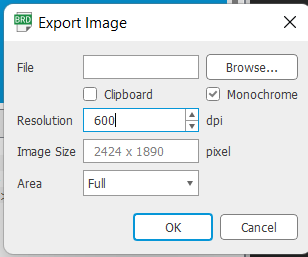 BRD Export Image
File Browse...
Clipboard Monochrome
Resolution 600 dpi
Image Size 2424 x 1890 pixel
Area Full
OK Cancel